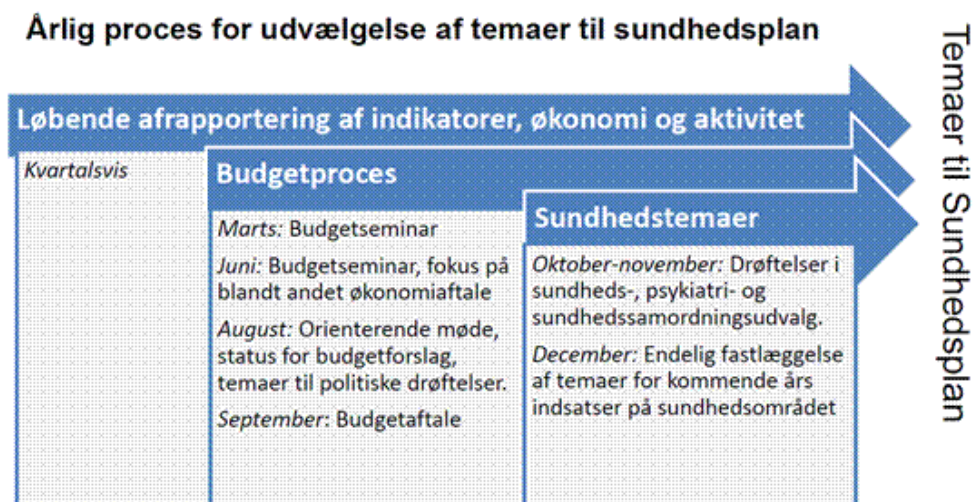 Årlig proces for udvælgelse af temaer til sundhedsplan
Løbende afrapportering af indikatorer, økonomi og aktivitet
Kvartalsvis
Budgetproces
Marts: Budgetseminar
Juni: Budgetseminar, fokus på
blandt andet økonomiaftale
August: Orienterende møde,
status for budgetforslag,
temaer til politiske drøftelser.
September: Budgetaftale
Sundhedstemaer
Oktober-november: Drøftelser i
sundheds-, psykiatri- og
sundhedssamordningsudvalg.
December: Endelig fastlæggelse
af temaer for kommende års
indsatser på sundhedsområdet
Temaer til Sundhedsplan